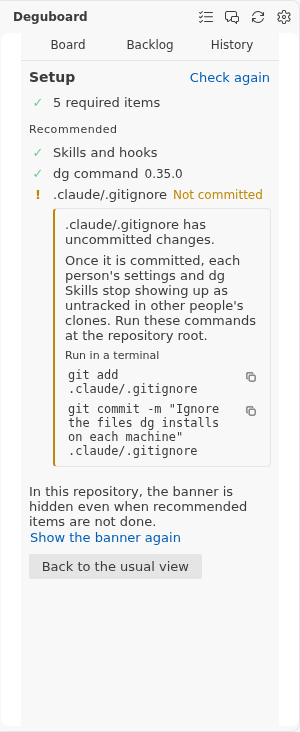 Deguboard
Board Backlog History
Setup Check again
✓ 5 required items
Recommended
✓ Skills and hooks
✓ dg command 0.35.0
! .claude/.gitignore Not committed
.claude/.gitignore has
uncommitted changes.
Once it is committed, each
person's settings and dg
Skills stop showing up as
untracked in other people's
clones. Run these commands
at the repository root.
Run in a terminal
git add
.claude/.gitignore
git commit -m "Ignore
the files dg installs
on each machine"
.claude/.gitignore
In this repository, the banner is
hidden even when recommended
items are not done.
Show the banner again
Back to the usual view